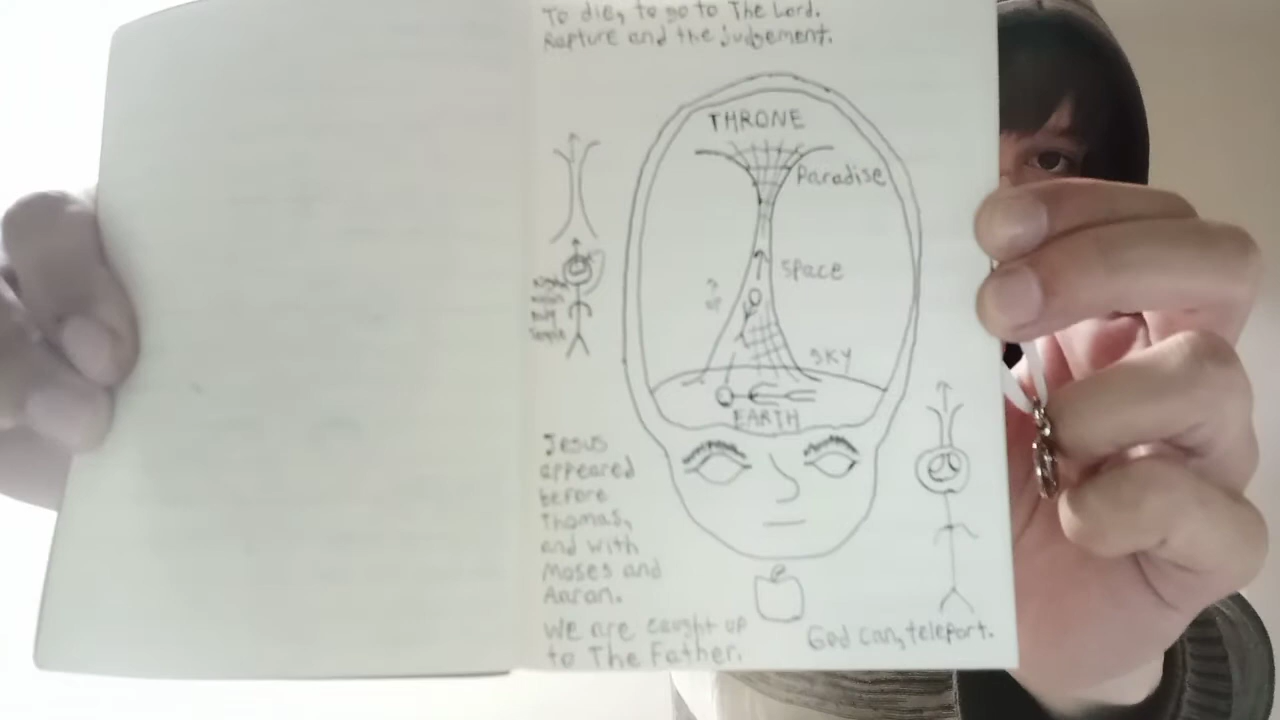 To die, to go to The Lord.
Rapture and the judgement.
THRONE
Paradise
Space
SKY
EARTH
Jesus
appeared
before
Thomas,
and with
Moses and
Aaron.
We are caught up
to The Father.
God can, teleport.